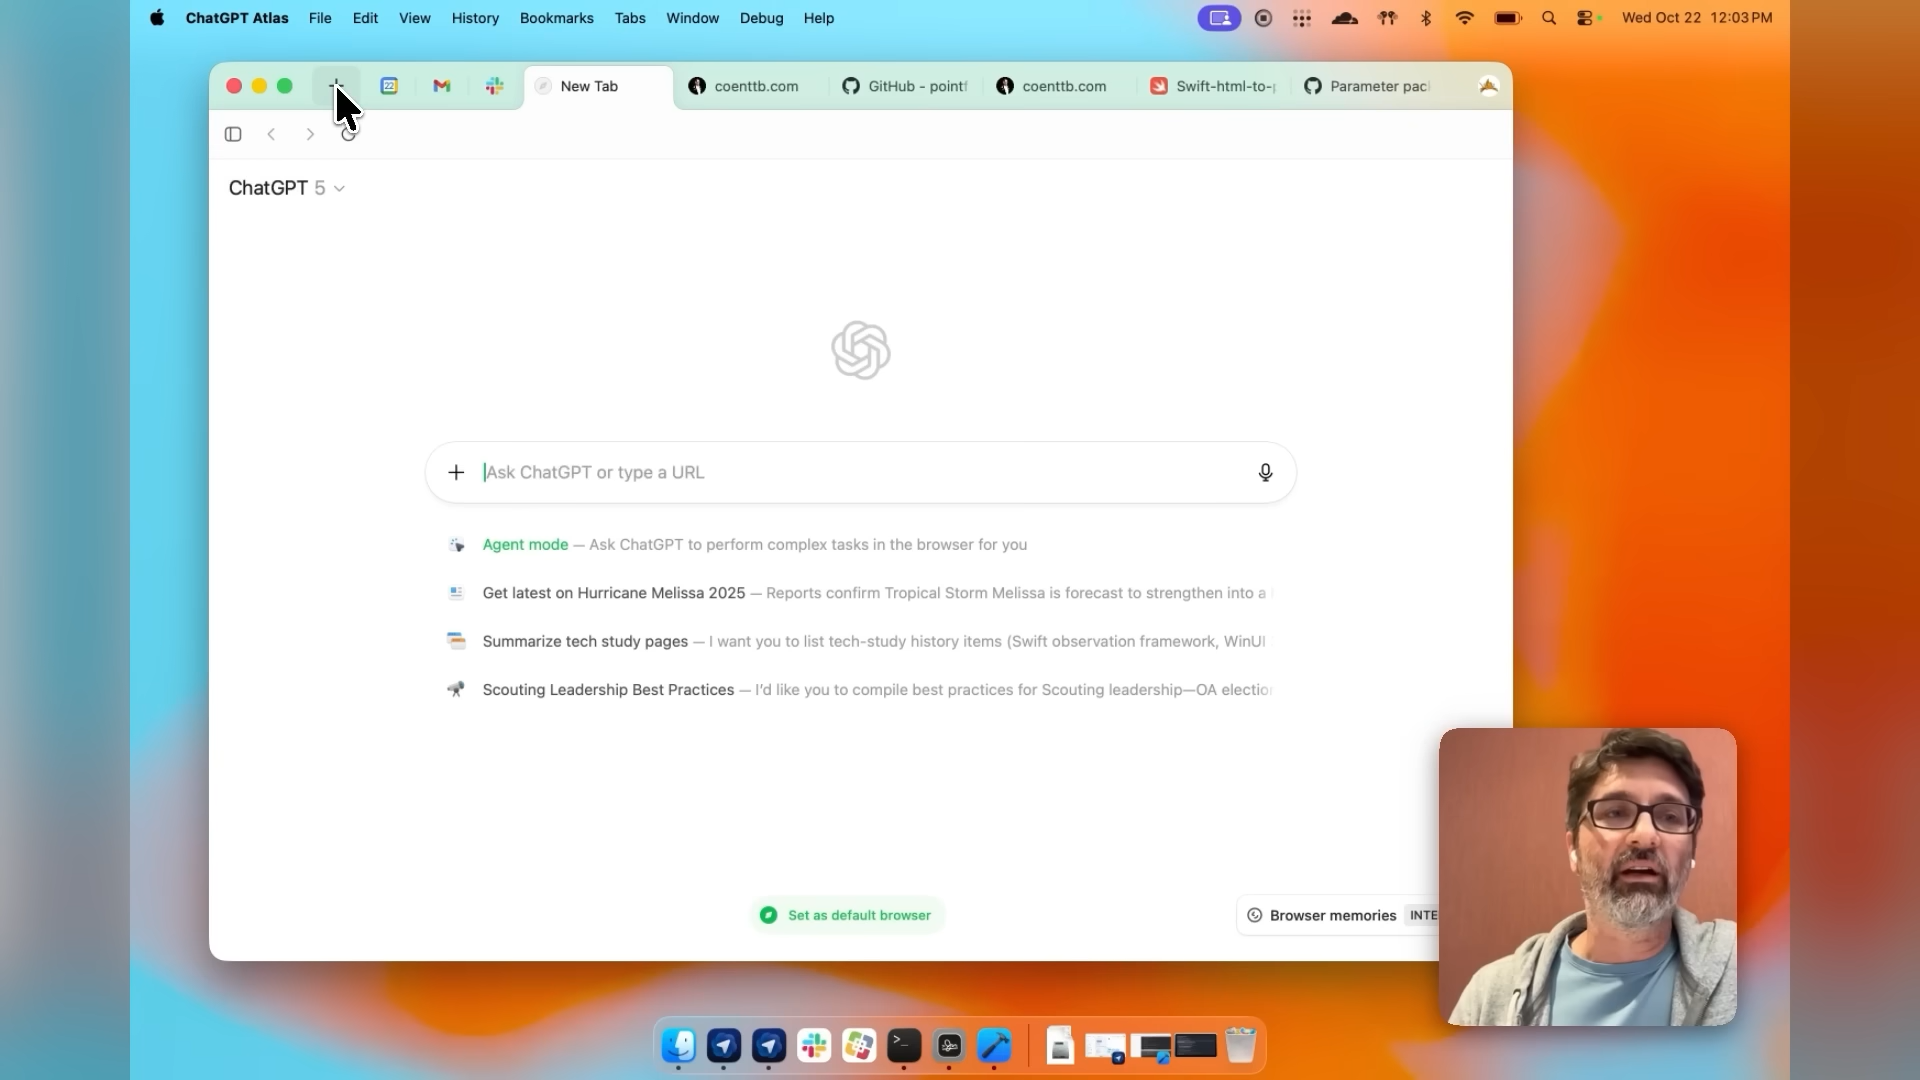 ChatGPT Atlas File Edit View History Bookmarks Tabs Window Debug Help Wed Oct 22 12:03 PM
22 New Tab coenttb.com GitHub - pointf coenttb.com Swift-html-to-p Parameter pac
ChatGPT 5
Ask ChatGPT or type a URL
Agent mode — Ask ChatGPT to perform complex tasks in the browser for you
Get latest on Hurricane Melissa 2025 — Reports confirm Tropical Storm Melissa is forecast to strengthen into a
Summarize tech study pages — I want you to list tech-study history items (Swift observation framework, WinUI
Scouting Leadership Best Practices — I'd like you to compile best practices for Scouting leadership—OA election
Set as default browser Browser memories INTE